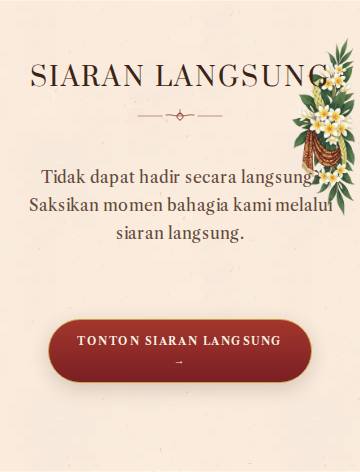 SIARAN LANGSUNG
Tidak dapat hadir secara langsung?
Saksikan momen bahagia kami melalui
siaran langsung.
TONTON SIARAN LANGSUNG
→